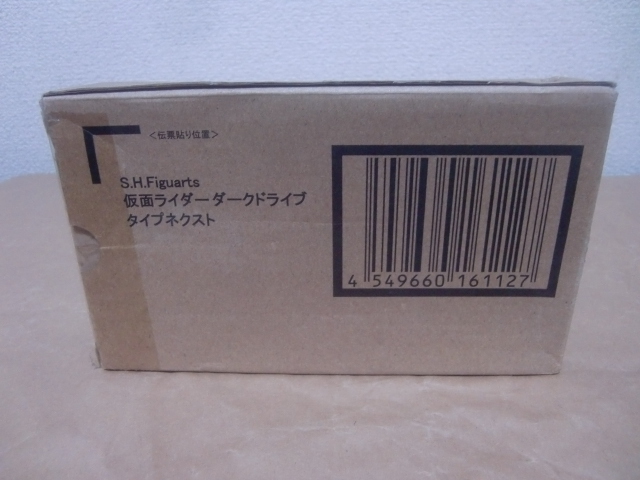 <伝票貼り位置>
S.H.Figuarts
仮面ライダーダークドライブ
タイプネクスト
4 549660 161127